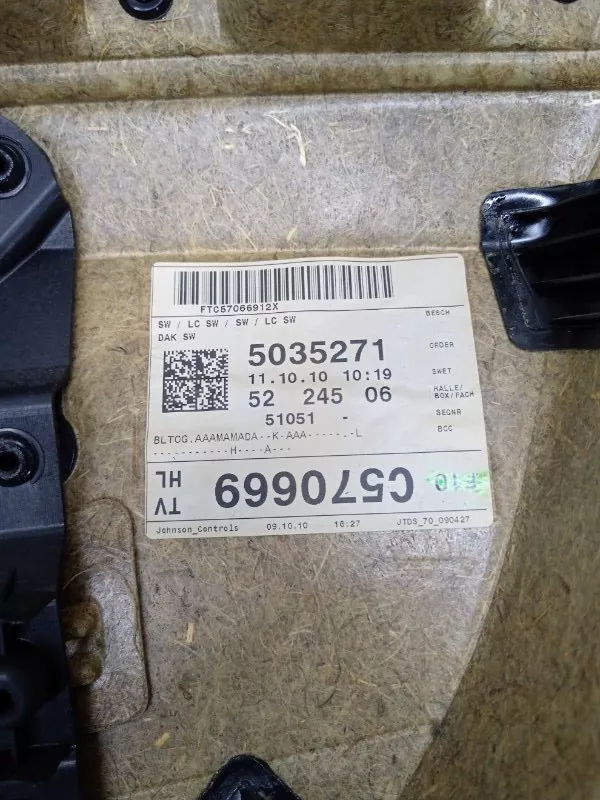 FTC67066912X
SW / LC SW / SW / LC SW
BESCH
DAK SW
5035271
ORDER
11.10.10 10:19
SWET
52 245 06
HALLE/
BOX/FACH
51051 -
SEGNR
BLTCG.AAAMAMADA--K-AAA-----.-L
BCC
-----------H---A---
TV
HL
C570669
F10
Johnson_Controls 09.10.10 16:27 JTDS_70_090427